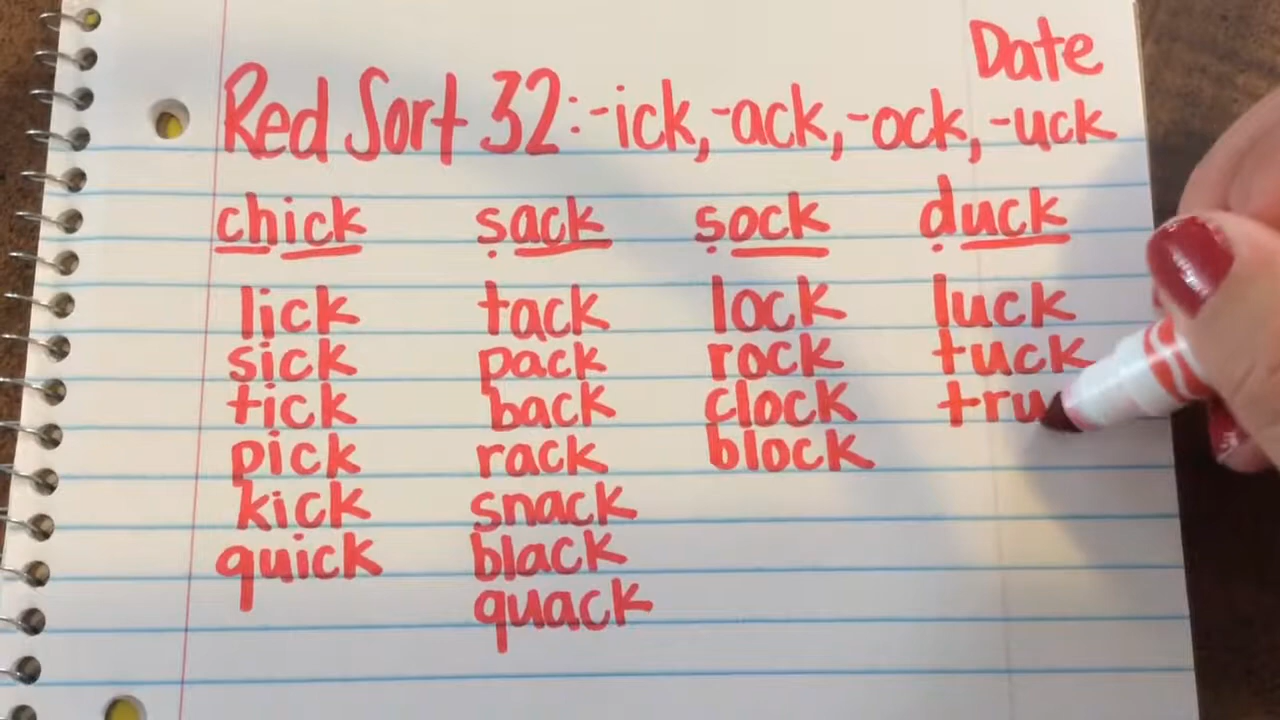 Date
Red Sort 32: -ick, -ack, -ock, -uck
chick sack sock duck
lick tack lock luck
sick pack rock tuck
tick back clock tru
pick rack block
kick snack
quick black
quack